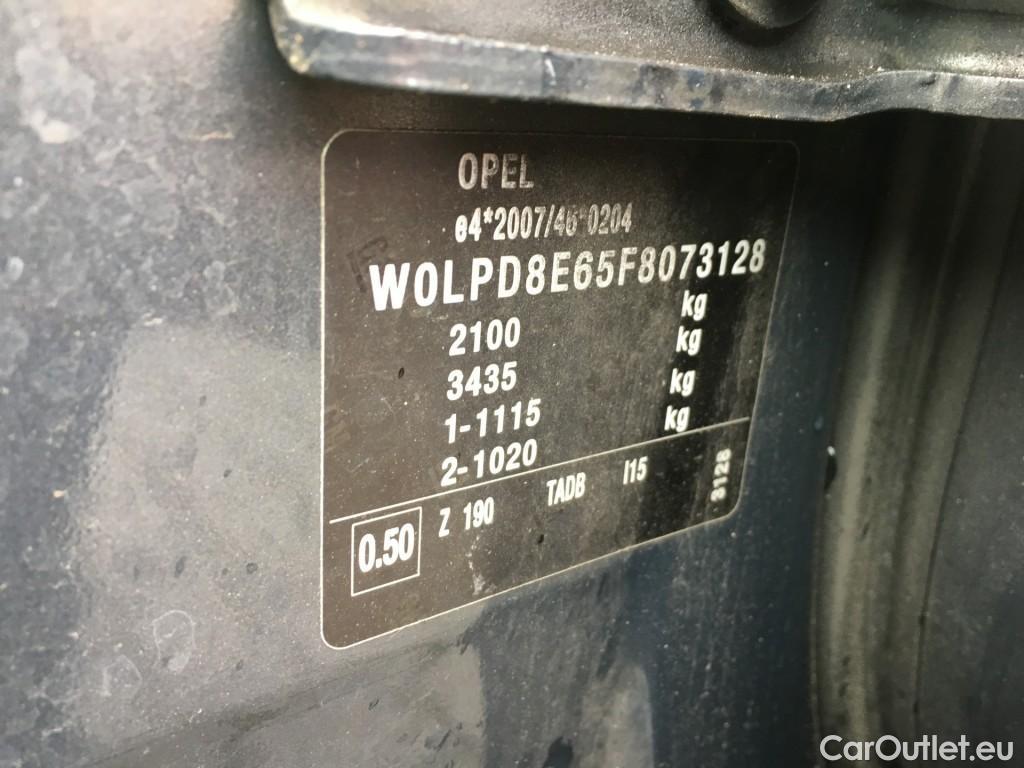 OPEL
e4*2007/46*0204
W0LPD8E65F8073128
2100 kg
3435 kg
1-1115 kg
2-1020 kg
0.50 Z 190 TADB I15 3128
CarOutlet.eu